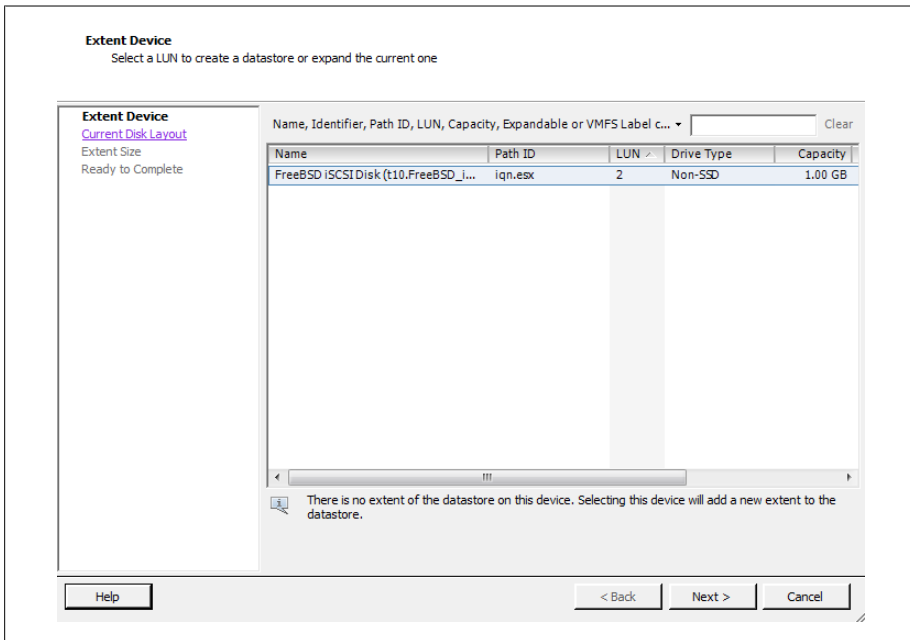 Extent Device
Select a LUN to create a datastore or expand the current one
Extent Device
Current Disk Layout
Extent Size
Ready to Complete
Name, Identifier, Path ID, LUN, Capacity, Expandable or VMFS Label c...
Clear
Name Path ID LUN Drive Type Capacity
FreeBSD iSCSI Disk (t10.FreeBSD_i... iqn.esx 2 Non-SSD 1.00 GB
There is no extent of the datastore on this device. Selecting this device will add a new extent to the
datastore.
Help < Back Next > Cancel